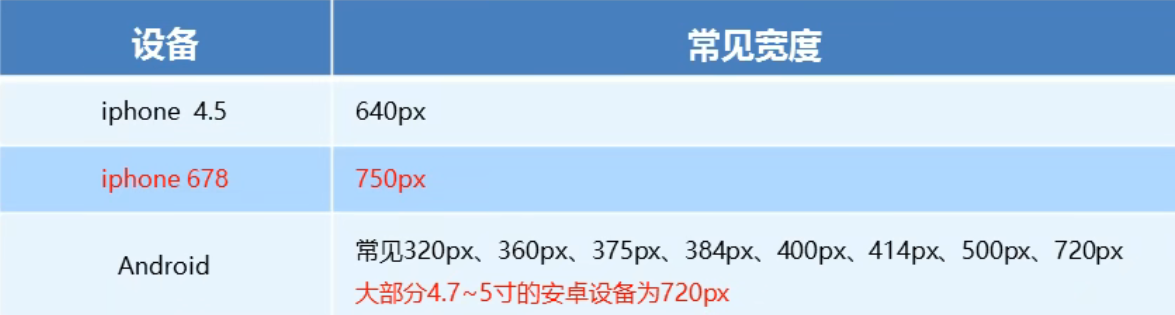 设备 常见宽度
iphone 4.5 640px
iphone 678 750px
Android 常见320px、360px、375px、384px、400px、414px、500px、720px
大部分4.7~5寸的安卓设备为720px